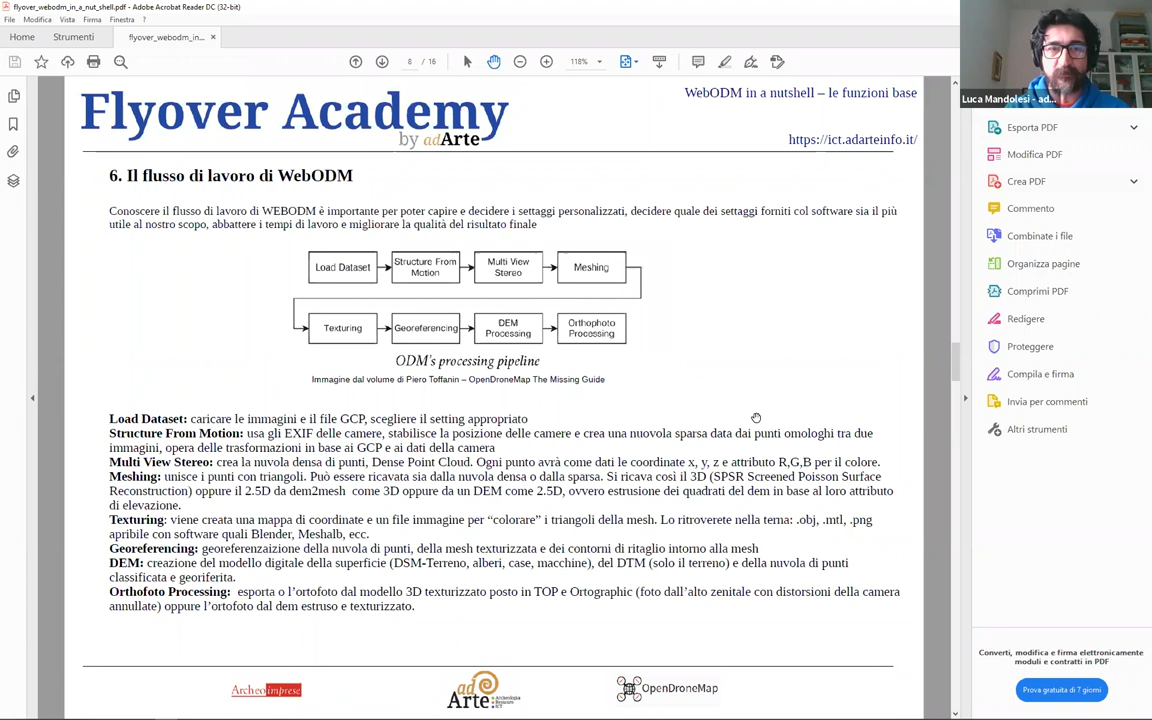 flyover_webodm_in_a_nut_shell.pdf - Adobe Acrobat Reader DC (32-bit)
File Modifica Vista Firma Finestra ?
Home Strumenti flyover_webodm_in... ×
8 / 16 118%
Luca Mandolesi - ad...
Flyover Academy
by adArte
WebODM in a nutshell – le funzioni base
https://ict.adarteinfo.it/
6. Il flusso di lavoro di WebODM
Conoscere il flusso di lavoro di WEBODM è importante per poter capire e decidere i settaggi personalizzati, decidere quale dei settaggi forniti col software sia il più
utile al nostro scopo, abbattere i tempi di lavoro e migliorare la qualità del risultato finale
Load Dataset
Structure From
Motion
Multi View
Stereo
Meshing
Texturing
Georeferencing
DEM
Processing
Orthophoto
Processing
ODM's processing pipeline
Immagine dal volume di Piero Toffanin – OpenDroneMap The Missing Guide
Load Dataset: caricare le immagini e il file GCP, scegliere il setting appropriato
Structure From Motion: usa gli EXIF delle camere, stabilisce la posizione delle camere e crea una nuovola sparsa data dai punti omologhi tra due
immagini, opera delle trasformazioni in base ai GCP e ai dati della camera
Multi View Stereo: crea la nuvola densa di punti, Dense Point Cloud. Ogni punto avrà come dati le coordinate x, y, z e attributo R,G,B per il colore.
Meshing: unisce i punti con triangoli. Può essere ricavata sia dalla nuvola densa o dalla sparsa. Si ricava così il 3D (SPSR Screened Poisson Surface
Reconstruction) oppure il 2.5D da dem2mesh come 3D oppure da un DEM come 2.5D, ovvero estrusione dei quadrati del dem in base al loro attributo
di elevazione.
Texturing: viene creata una mappa di coordinate e un file immagine per “colorare” i triangoli della mesh. Lo ritroverete nella terna: .obj, .mtl, .png
apribile con software quali Blender, Meshalb, ecc.
Georeferencing: georeferenzaizione della nuvola di punti, della mesh texturizzata e dei contorni di ritaglio intorno alla mesh
DEM: creazione del modello digitale della superficie (DSM-Terreno, alberi, case, macchine), del DTM (solo il terreno) e della nuvola di punti
classificata e georiferita.
Orthofoto Processing: esporta o l’ortofoto dal modello 3D texturizzato posto in TOP e Ortographic (foto dall’alto zenitale con distorsioni della camera
annullate) oppure l’ortofoto dal dem estruso e texturizzato.
Archeoimprese
adArte
OpenDroneMap
Esporta PDF
Modifica PDF
Crea PDF
Commento
Combinate i file
Organizza pagine
Comprimi PDF
Redigere
Proteggere
Compila e firma
Invia per commenti
Altri strumenti
Converti, modifica e firma elettronicamente
moduli e contratti in PDF
Prova gratuita di 7 giorni